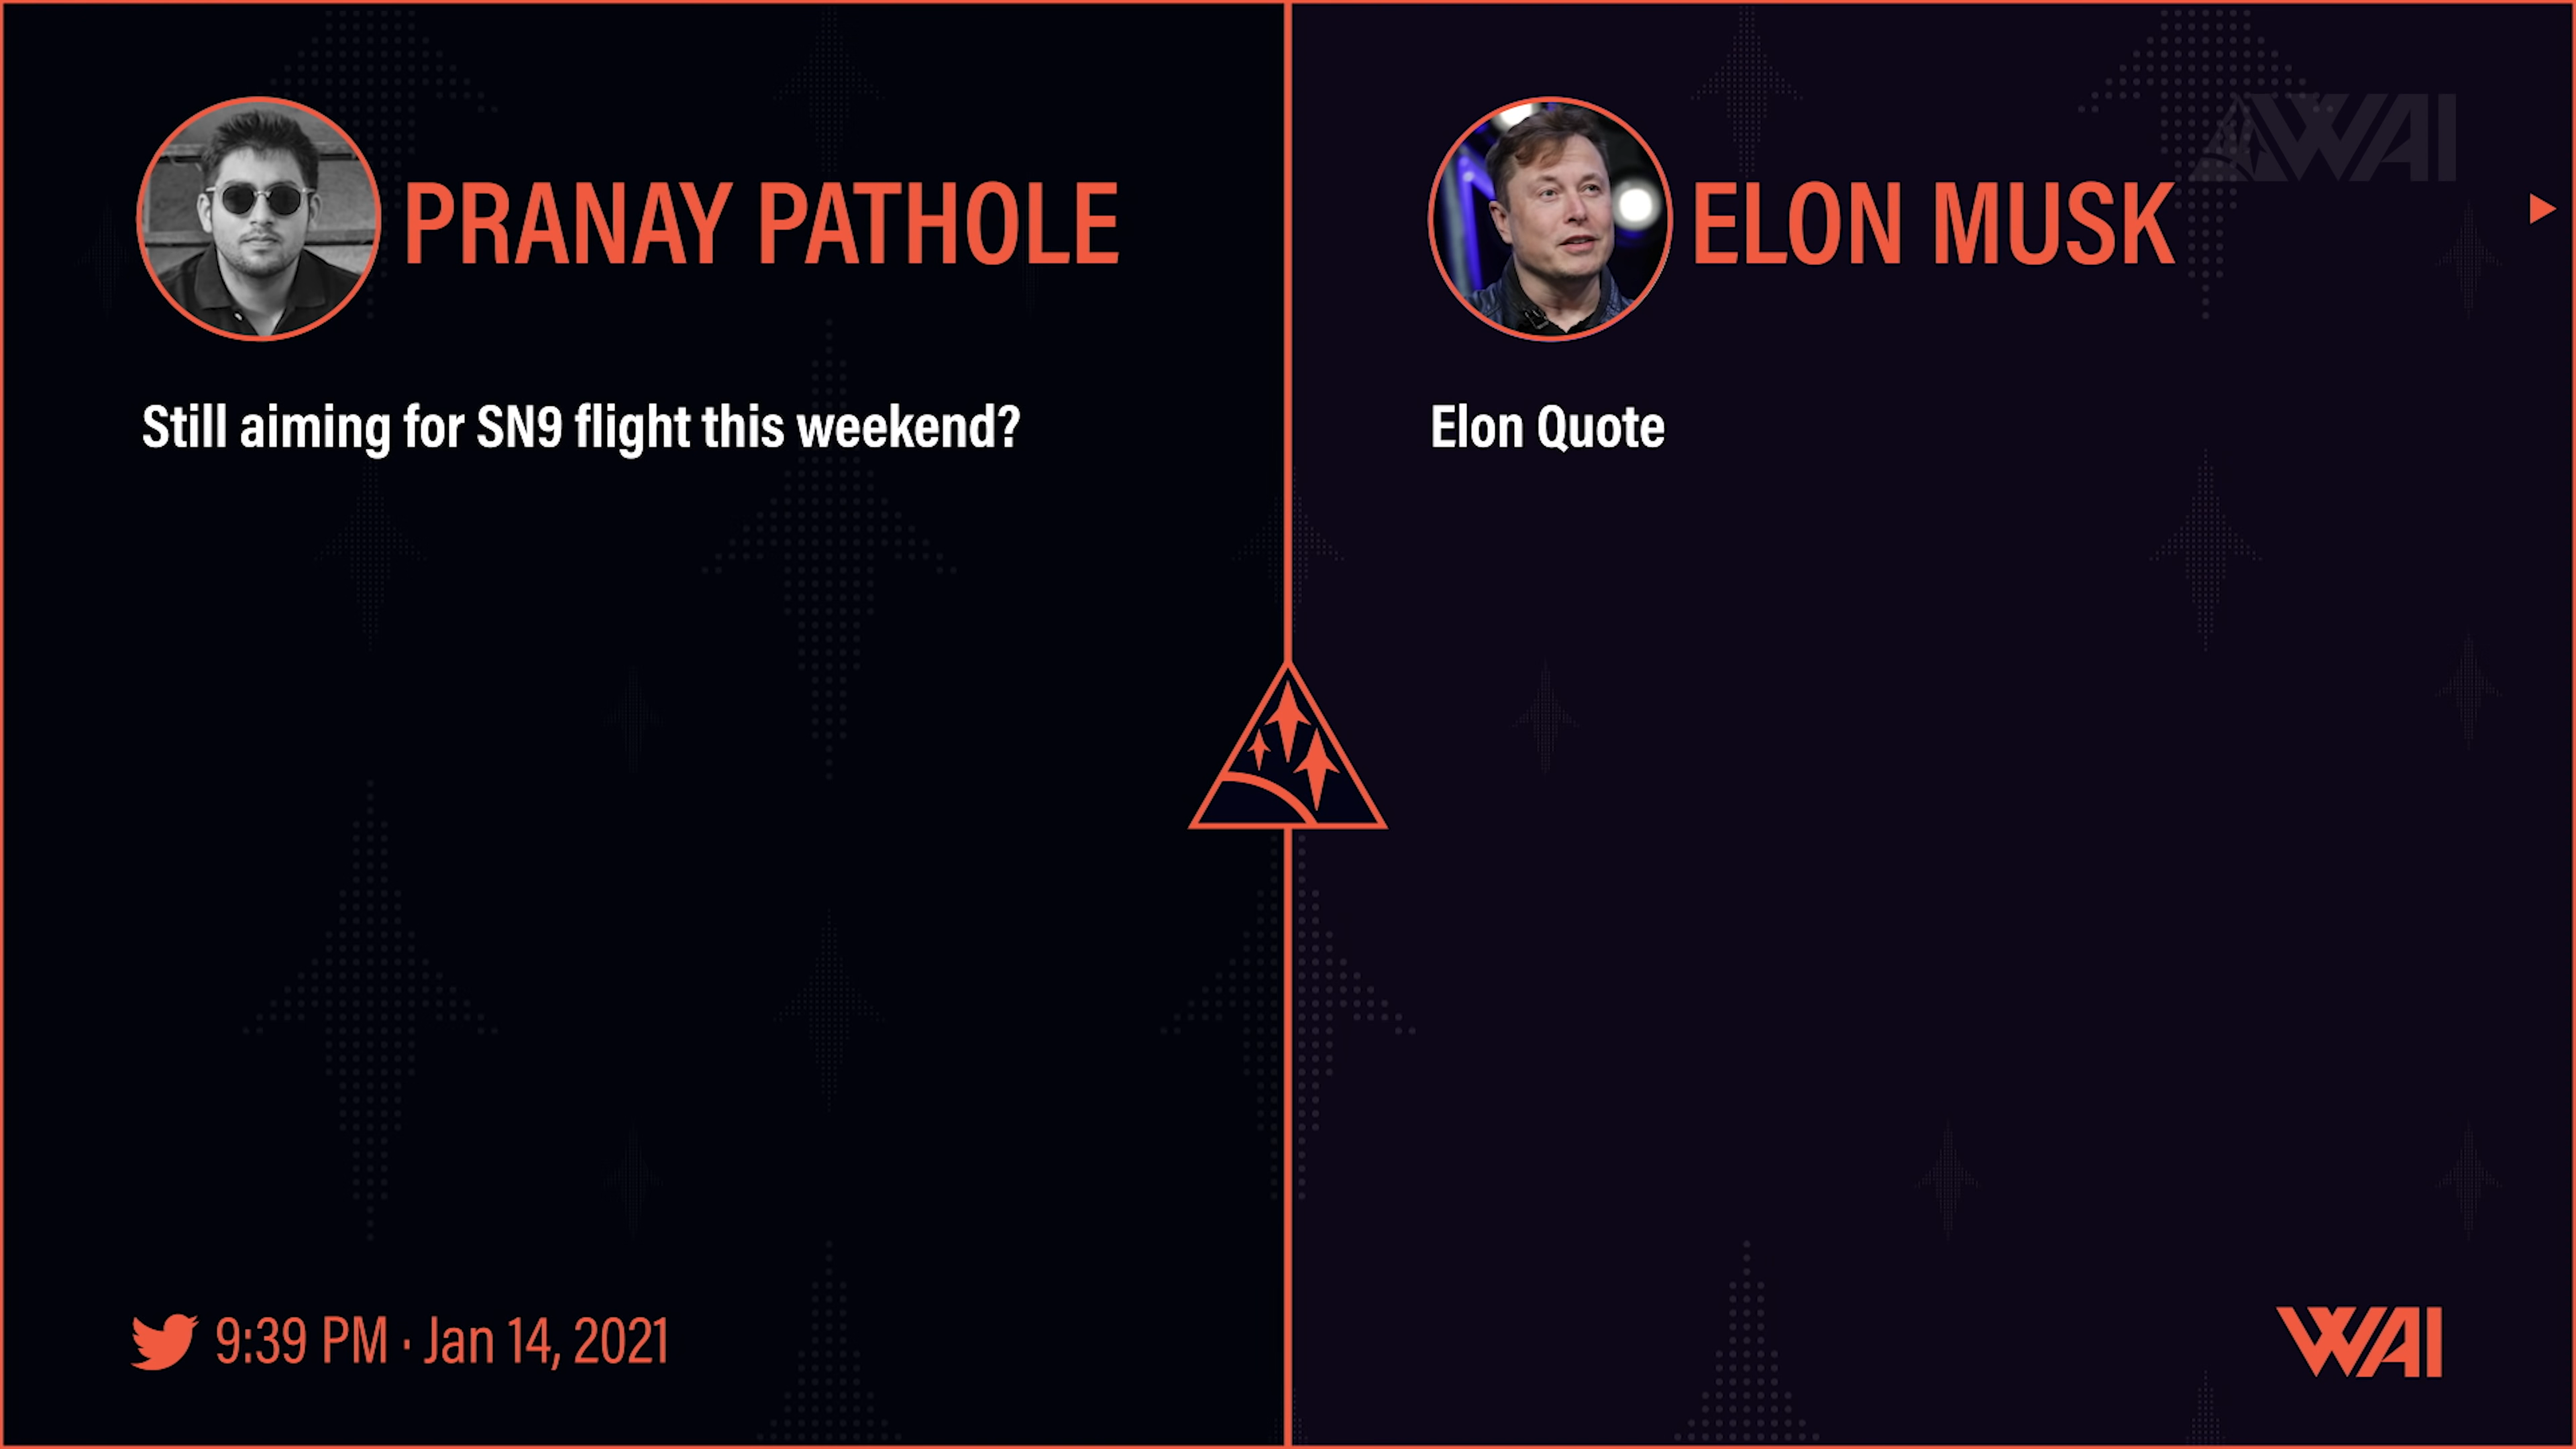 PRANAY PATHOLE
Still aiming for SN9 flight this weekend?
9:39 PM · Jan 14, 2021
WAI
ELON MUSK
Elon Quote
WAI